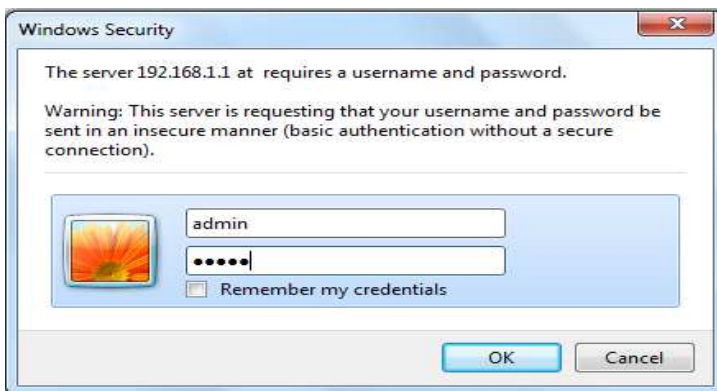 Windows Security
The server 192.168.1.1 at  requires a username and password.
Warning: This server is requesting that your username and password be
sent in an insecure manner (basic authentication without a secure
connection).
admin
●●●●●
Remember my credentials
OK
Cancel